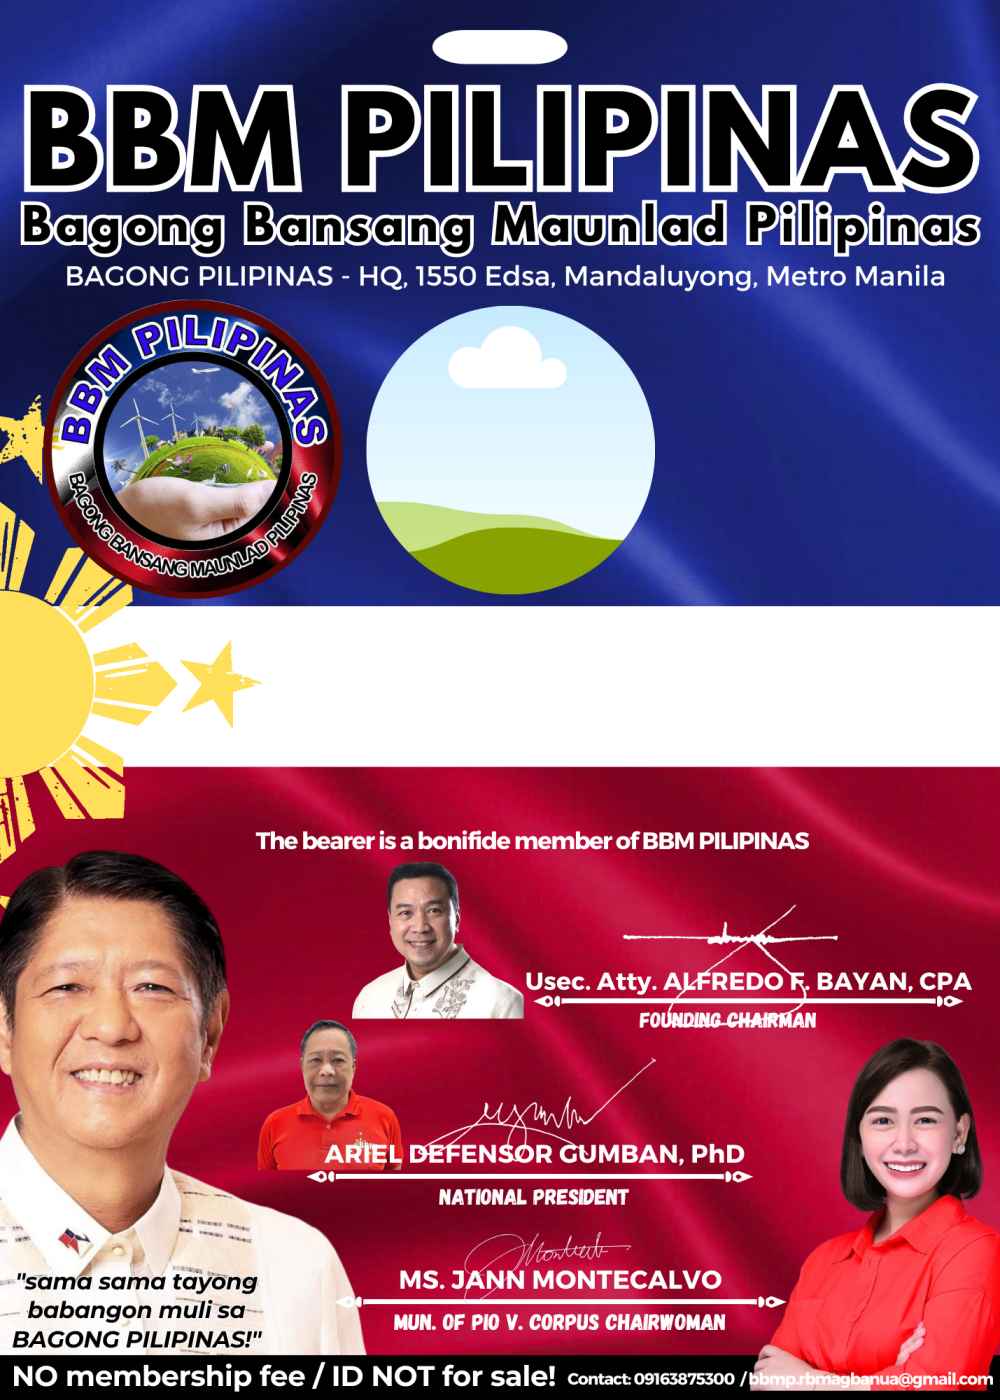 BBM PILIPINAS
Bagong Bansang Maunlad Pilipinas
BAGONG PILIPINAS - HQ, 1550 Edsa, Mandaluyong, Metro Manila
BBM PILIPINAS
BAGONG BANSANG MAUNLAD PILIPINAS
The bearer is a bonifide member of BBM PILIPINAS
Usec. Atty. ALFREDO F. BAYAN, CPA
FOUNDING CHAIRMAN
ARIEL DEFENSOR GUMBAN, PhD
NATIONAL PRESIDENT
MS. JANN MONTECALVO
MUN. OF PIO V. CORPUS CHAIRWOMAN
"sama sama tayong
babangon muli sa
BAGONG PILIPINAS!"
NO membership fee / ID NOT for sale! Contact: 09163875300 / bbmp.rbmagbanua@gmail.com